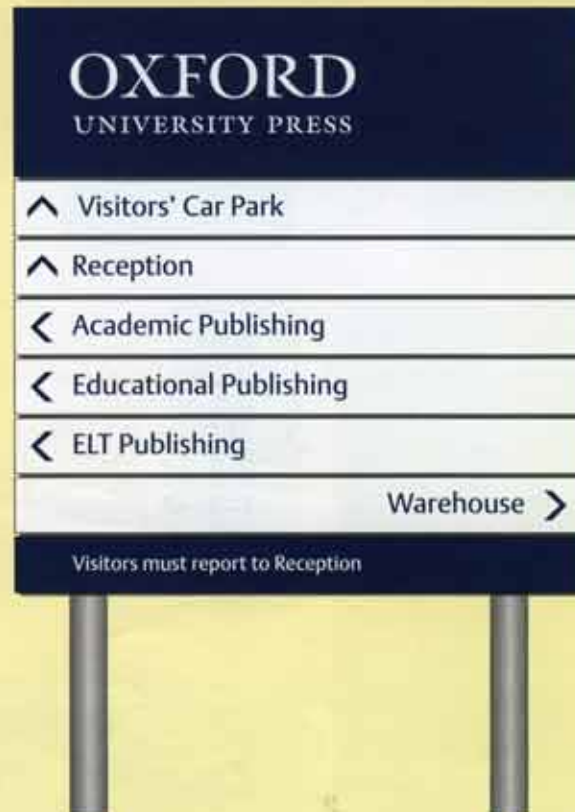 OXFORD
UNIVERSITY PRESS
Visitors' Car Park
Reception
Academic Publishing
Educational Publishing
ELT Publishing
Warehouse
Visitors must report to Reception